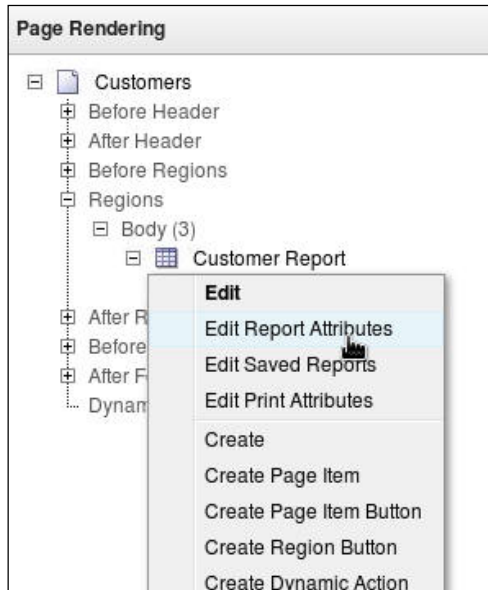 Page Rendering
Customers
Before Header
After Header
Before Regions
Regions
Body (3)
Customer Report
Edit
After R
Edit Report Attributes
Before
Edit Saved Reports
After F
Edit Print Attributes
Dynam
Create
Create Page Item
Create Page Item Button
Create Region Button
Create Dynamic Action